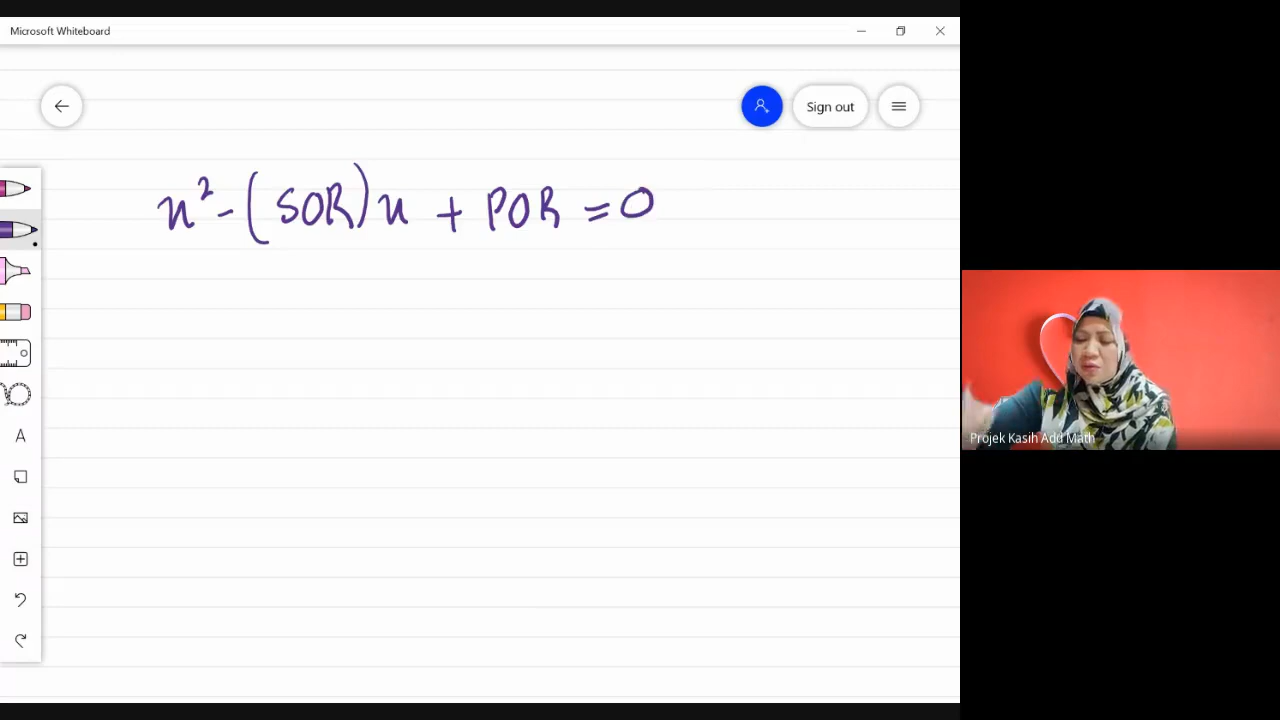 Microsoft Whiteboard
Sign out
x² - (SOR)x + POR = 0
A
Projek Kasih Add Math